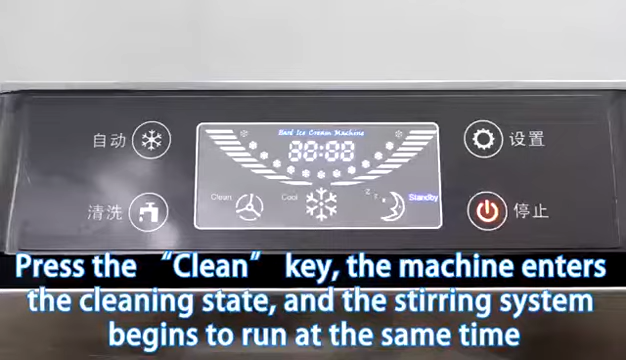 Hard Ice Cream Machine
88:88
自动
设置
清洗
Clean
Cool
Z z z
Standby
停止
Press the “Clean” key, the machine enters
the cleaning state, and the stirring system
begins to run at the same time